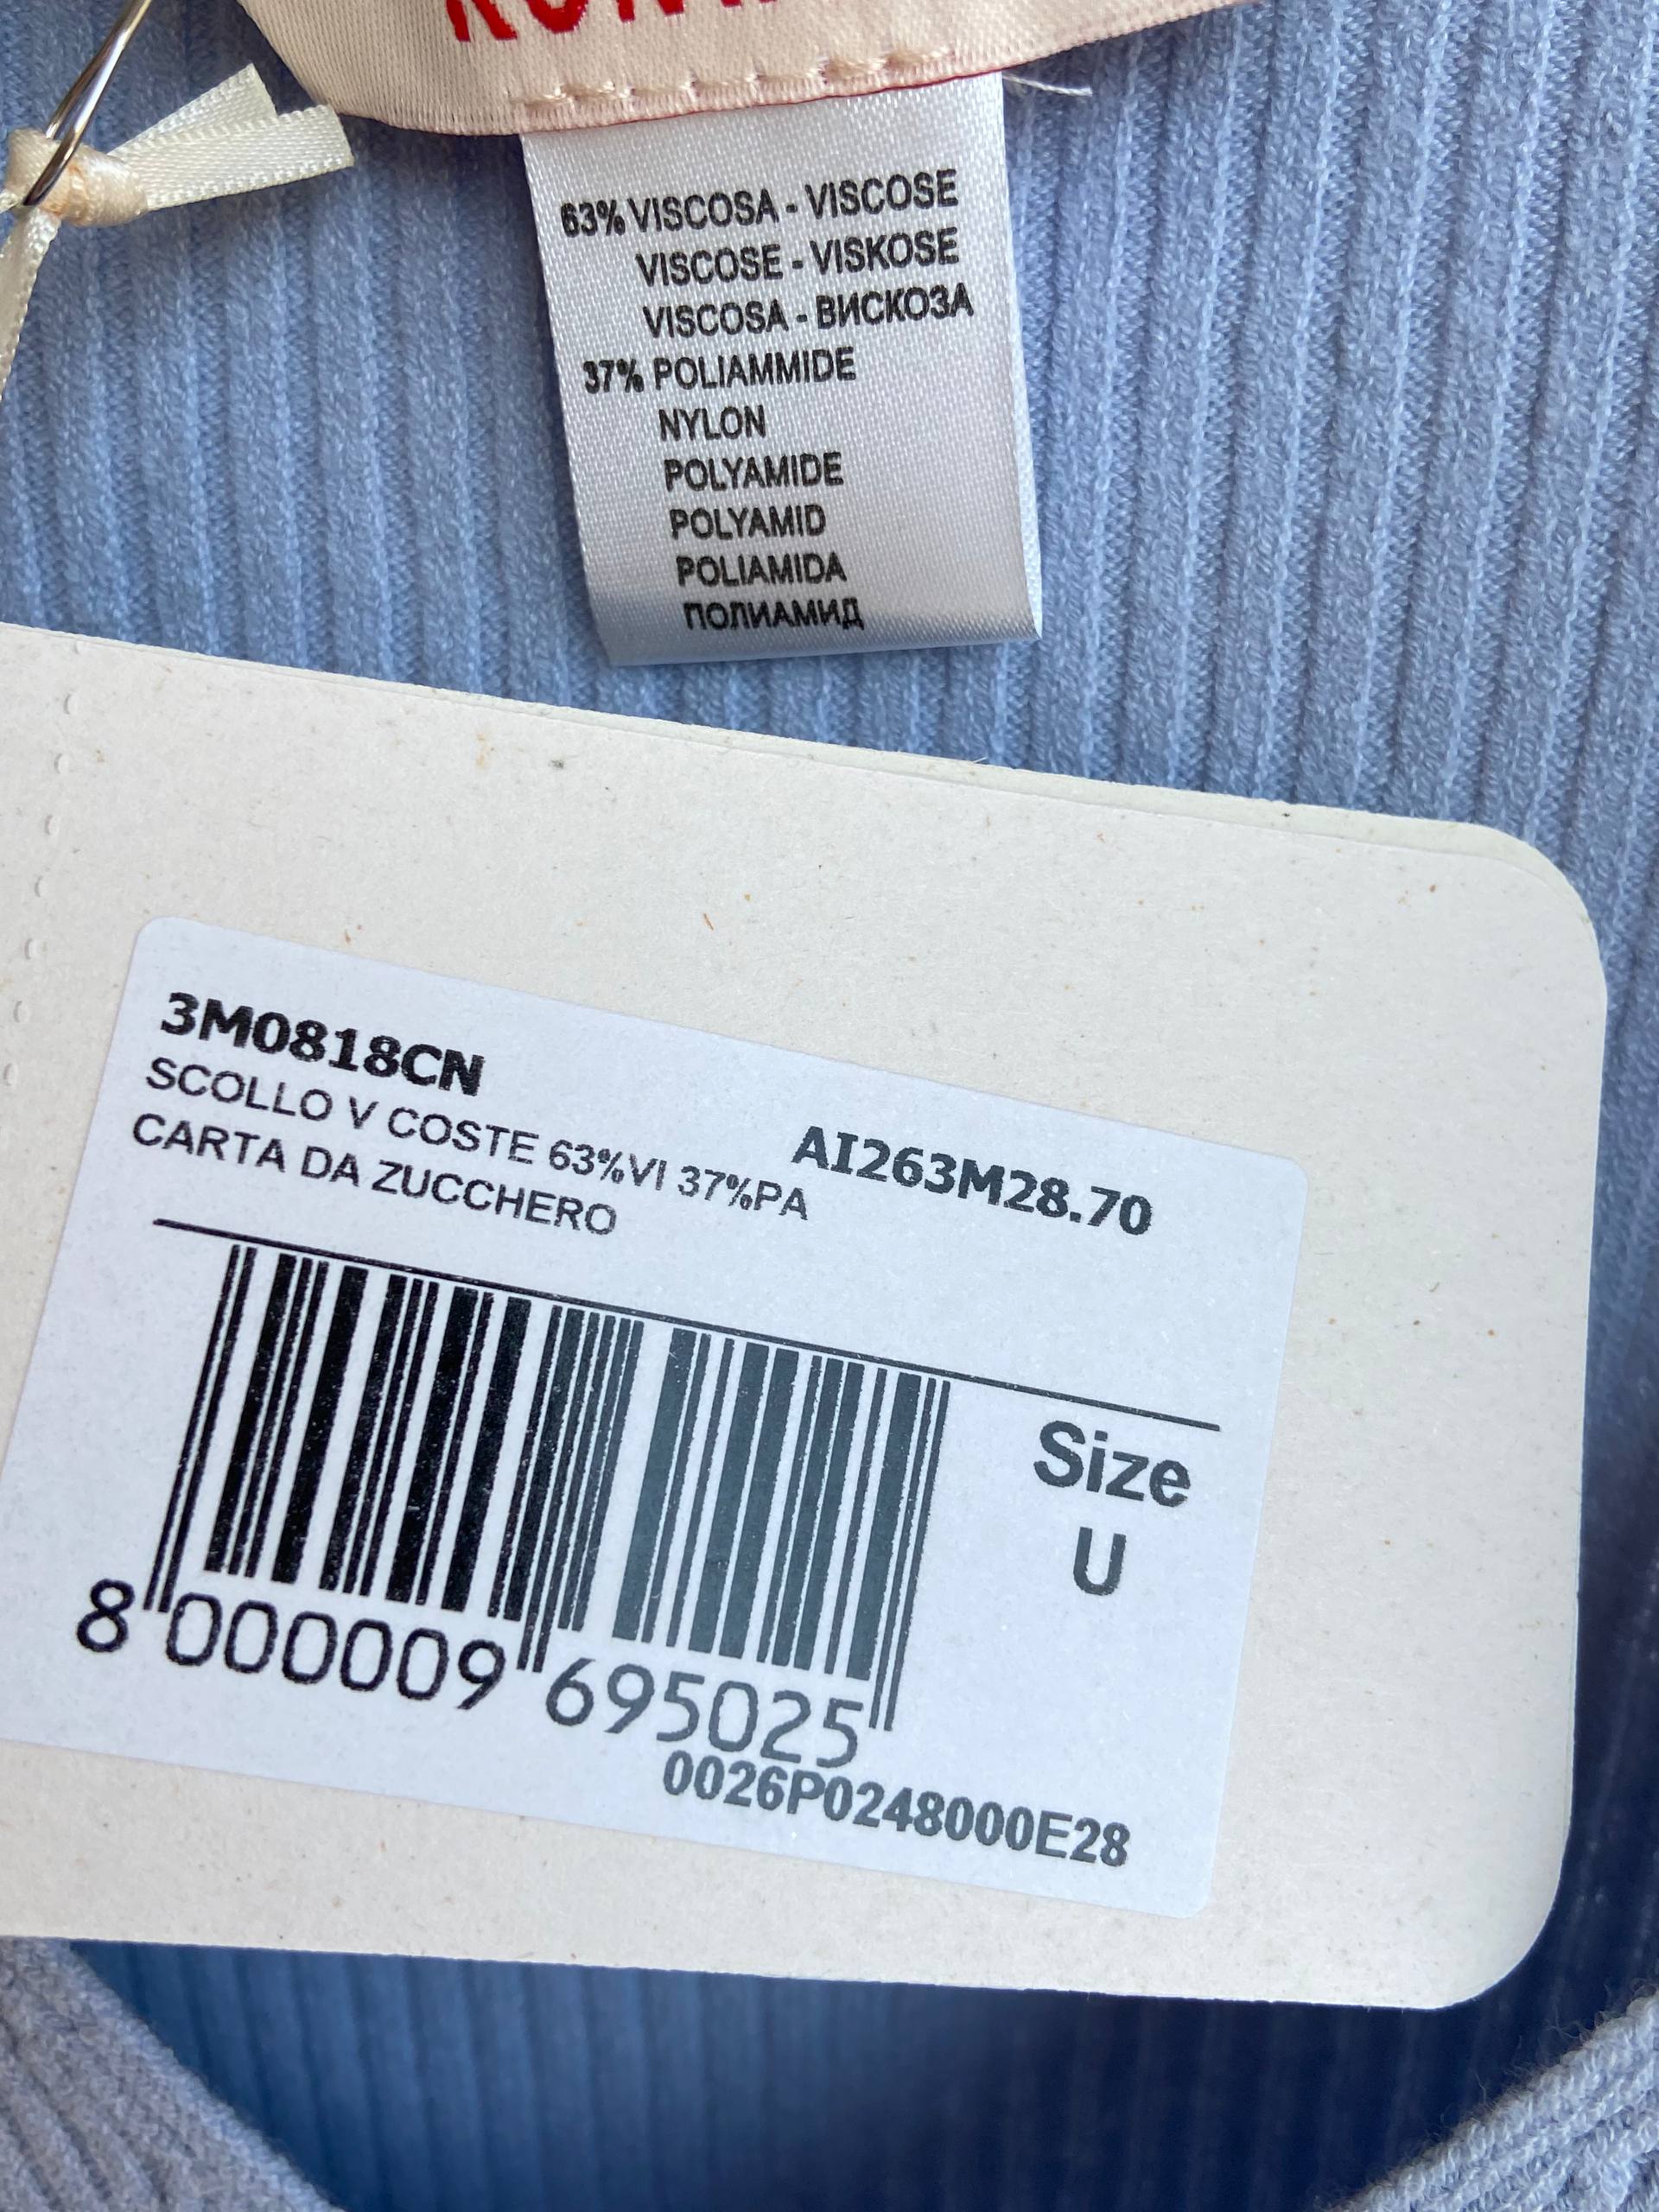 63% VISCOSA - VISCOSE
VISCOSE - VISKOSE
VISCOSA - ВИСКОЗА
37% POLIAMMIDE
NYLON
POLYAMIDE
POLYAMID
POLIAMIDA
ПОЛИАМИД
3M0818CN
SCOLLO V COSTE 63%VI 37%PA
AI263M28.70
CARTA DA ZUCCHERO
Size
U
8 000009 695025
0026P0248000E28